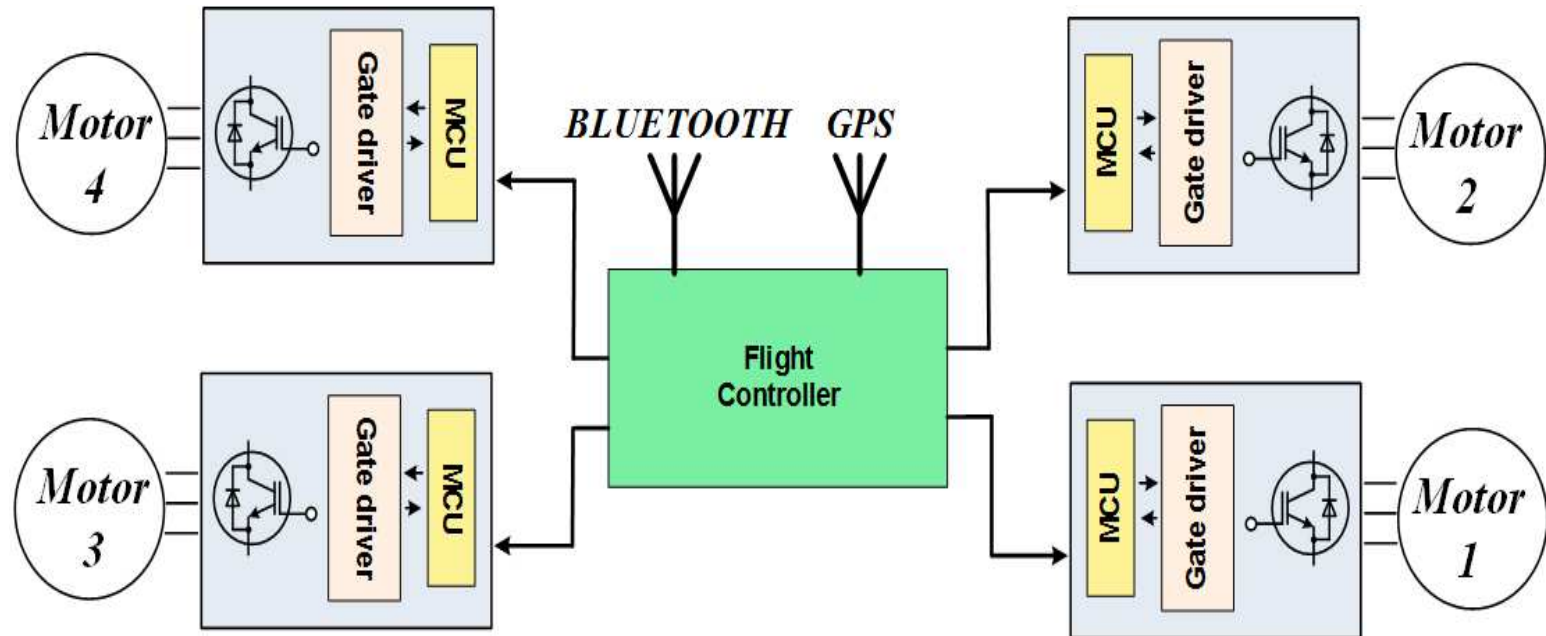 Motor
4
Gate driver
MCU
BLUETOOTH GPS
MCU
Gate driver
Motor
2
Flight
Controller
Motor
3
Gate driver
MCU
MCU
Gate driver
Motor
1